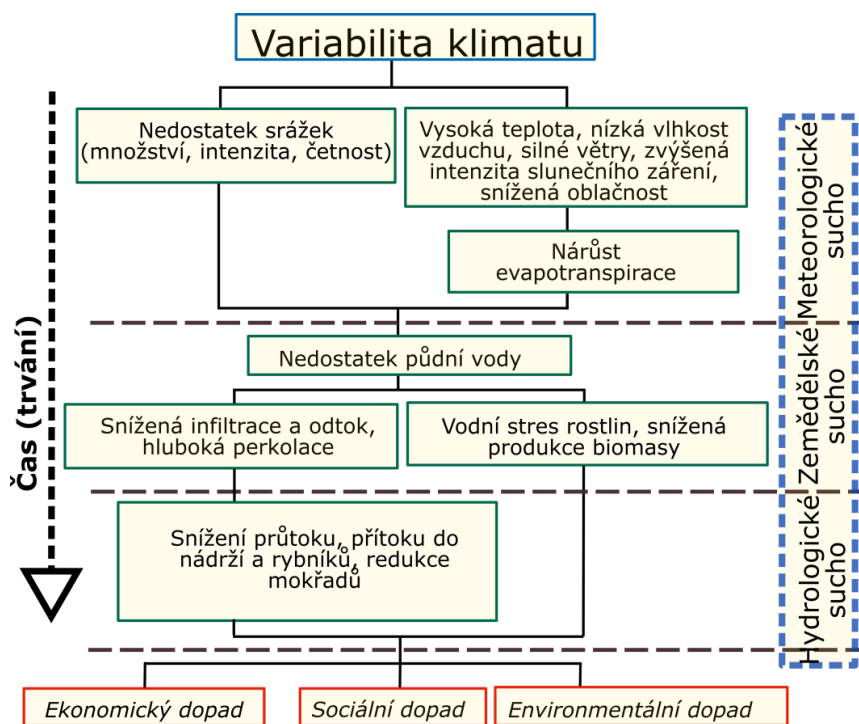 Variabilita klimatu
Nedostatek srážek
(množství, intenzita, četnost)
Vysoká teplota, nízká vlhkost
vzduchu, silné větry, zvýšená
intenzita slunečního záření,
snížená oblačnost
Nárůst
evapotranspirace
Nedostatek půdní vody
Snížená infiltrace a odtok,
hluboká perkolace
Vodní stres rostlin, snížená
produkce biomasy
Snížení průtoku, přítoku do
nádrží a rybníků, redukce
mokřadů
Ekonomický dopad
Sociální dopad
Environmentální dopad
Čas (trvání)
Meteorologické
sucho
Zemědělské
sucho
Hydrologické
sucho